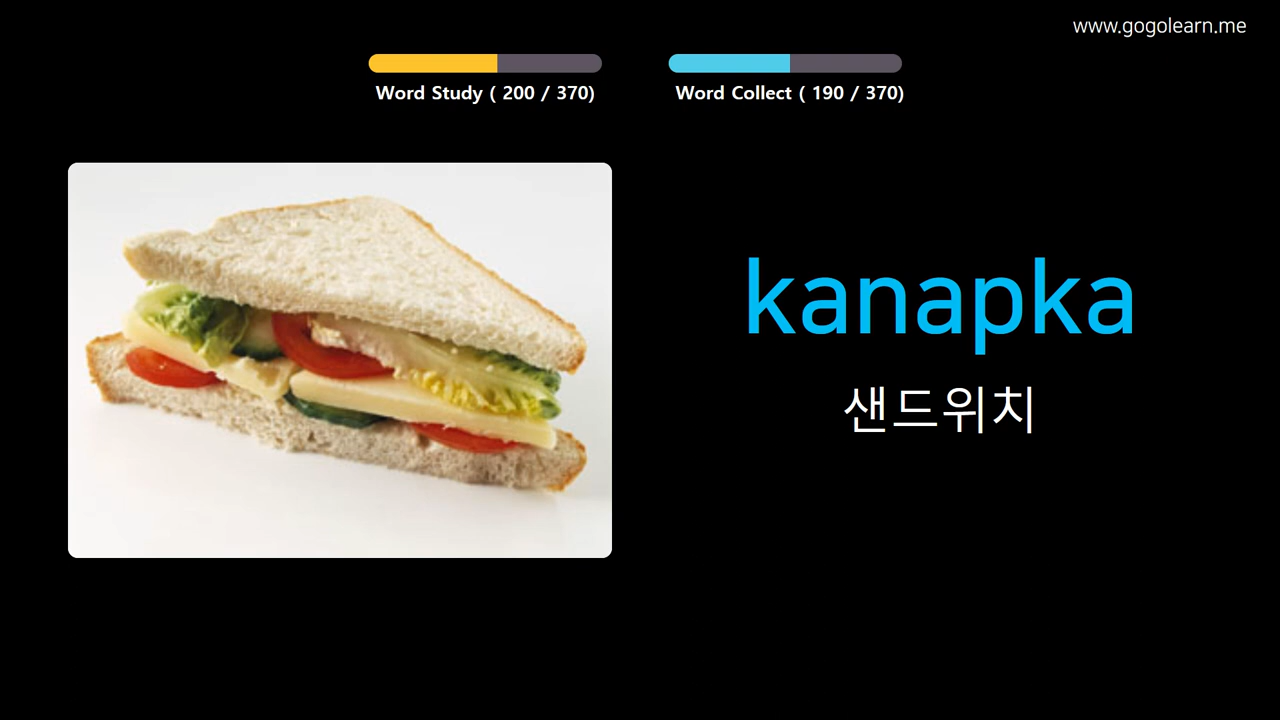 www.gogolearn.me
Word Study ( 200 / 370)
Word Collect ( 190 / 370)
kanapka
샌드위치